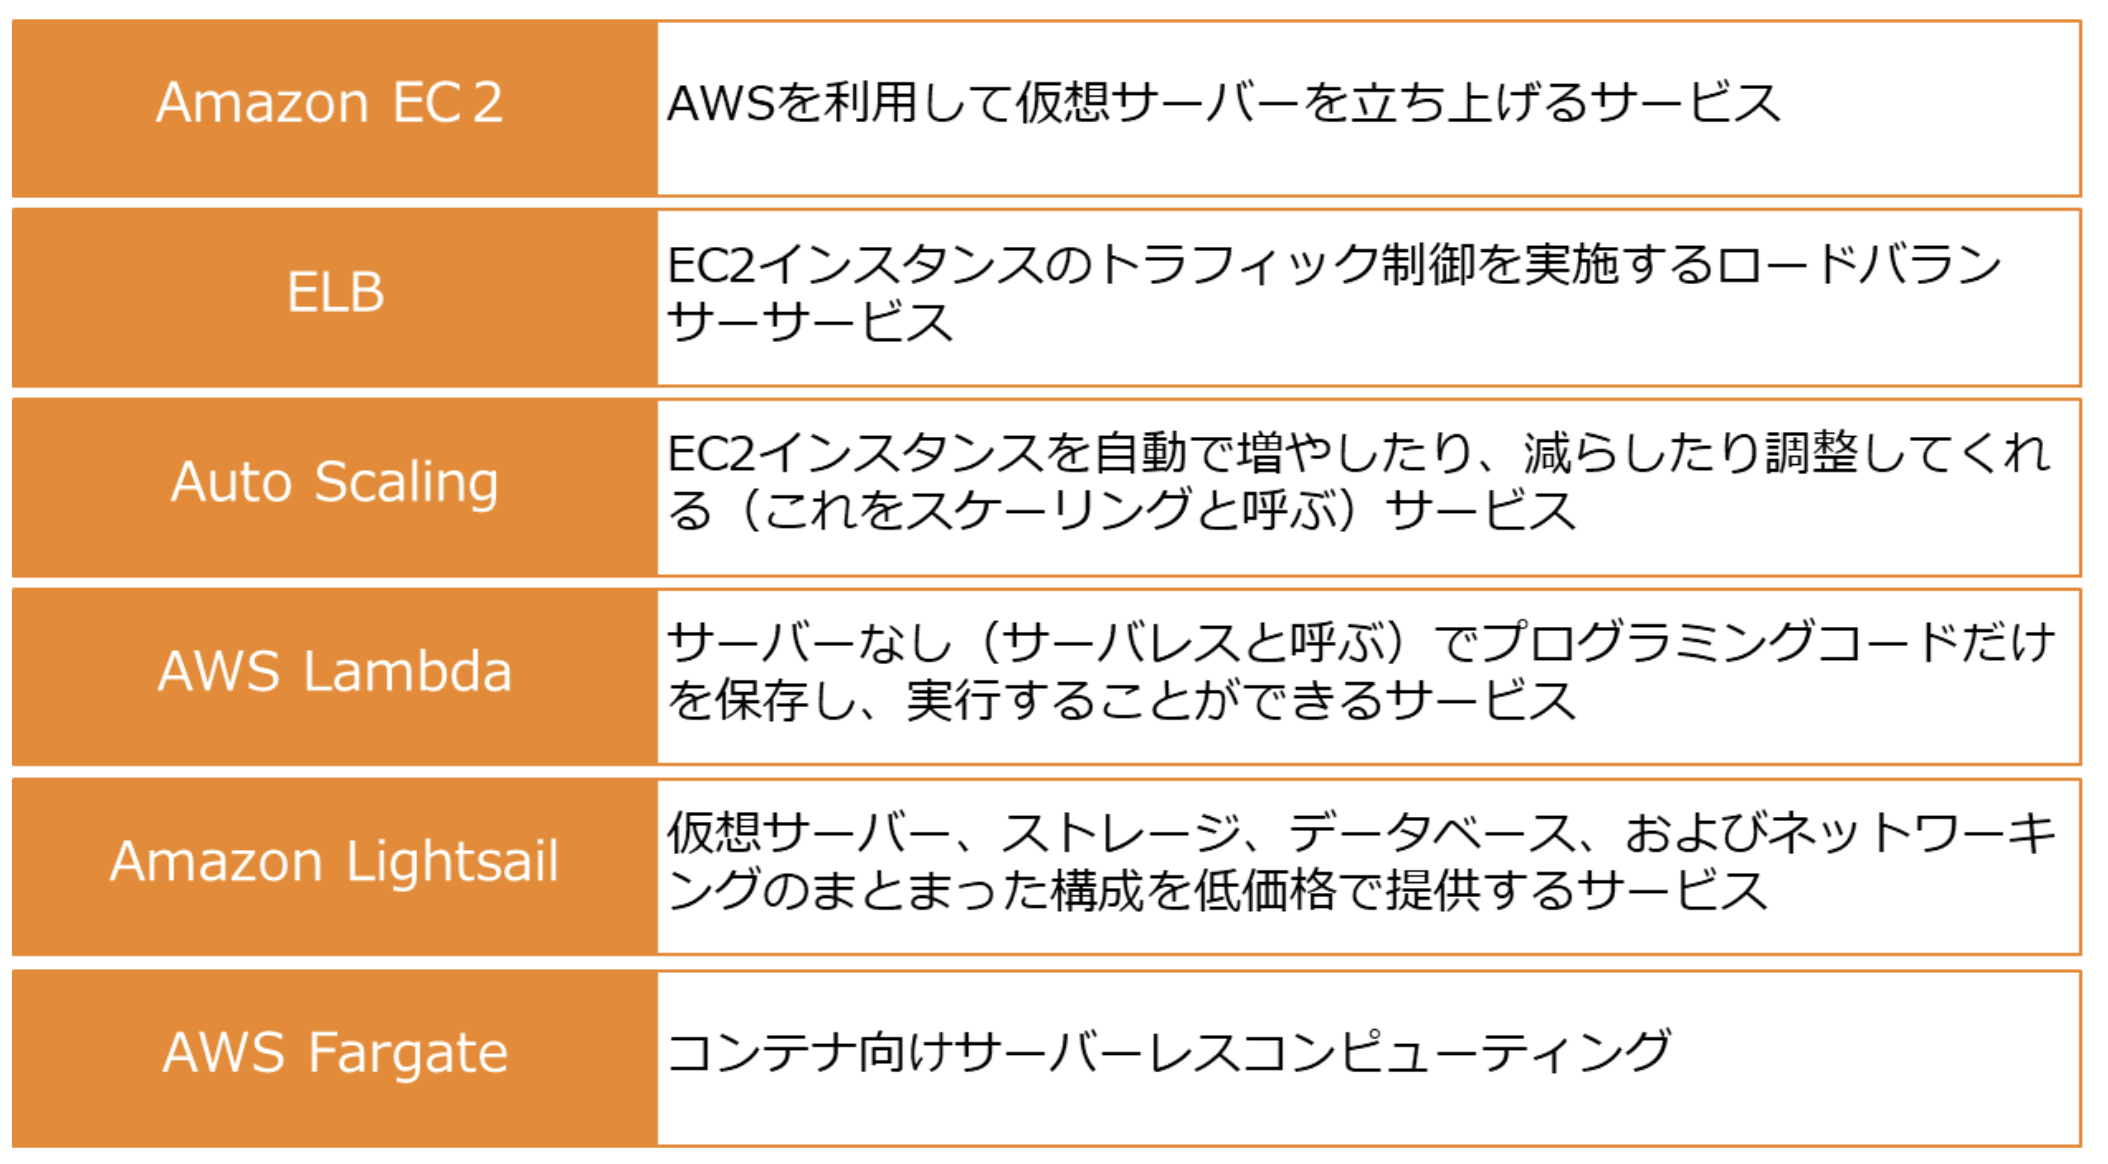 Amazon EC２
AWSを利用して仮想サーバーを立ち上げるサービス
ELB
EC2インスタンスのトラフィック制御を実施するロードバラン
サーサービス
Auto Scaling
EC2インスタンスを自動で増やしたり、減らしたり調整してくれ
る（これをスケーリングと呼ぶ）サービス
AWS Lambda
サーバーなし（サーバレスと呼ぶ）でプログラミングコードだけ
を保存し、実行することができるサービス
Amazon Lightsail
仮想サーバー、ストレージ、データベース、およびネットワーキ
ングのまとまった構成を低価格で提供するサービス
AWS Fargate
コンテナ向けサーバーレスコンピューティング